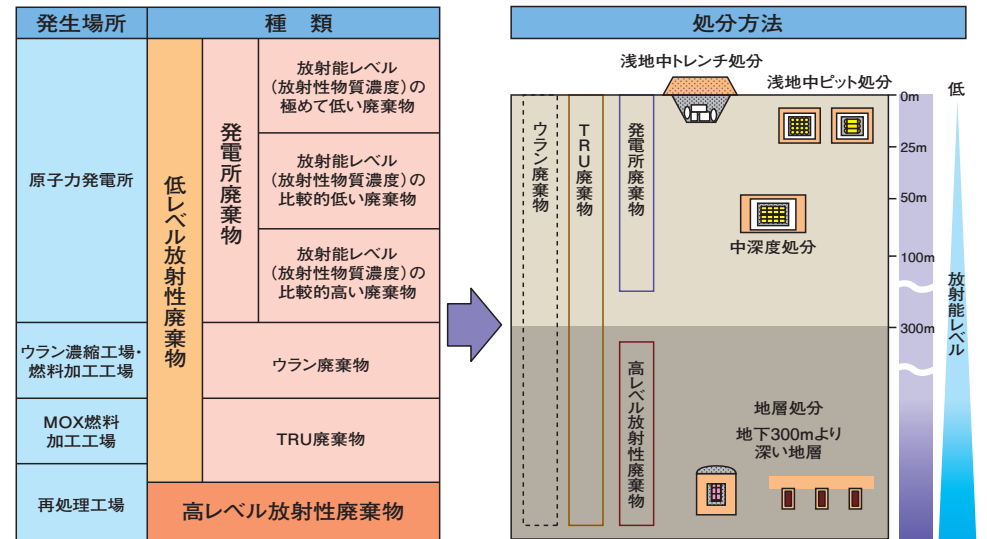 発生場所
種 類
原子力発電所
低レベル放射性廃棄物
発電所廃棄物
放射能レベル
(放射性物質濃度)の
極めて低い廃棄物
放射能レベル
(放射性物質濃度)の
比較的低い廃棄物
放射能レベル
(放射性物質濃度)の
比較的高い廃棄物
ウラン濃縮工場・
燃料加工工場
ウラン廃棄物
MOX燃料
加工工場
TRU廃棄物
再処理工場
高レベル放射性廃棄物
処分方法
浅地中トレンチ処分
浅地中ピット処分
低
0m
ウラン廃棄物
TRU廃棄物
発電所廃棄物
25m
50m
中深度処分
100m
放射能レベル
300m
高レベル放射性廃棄物
地層処分
地下300mより
深い地層